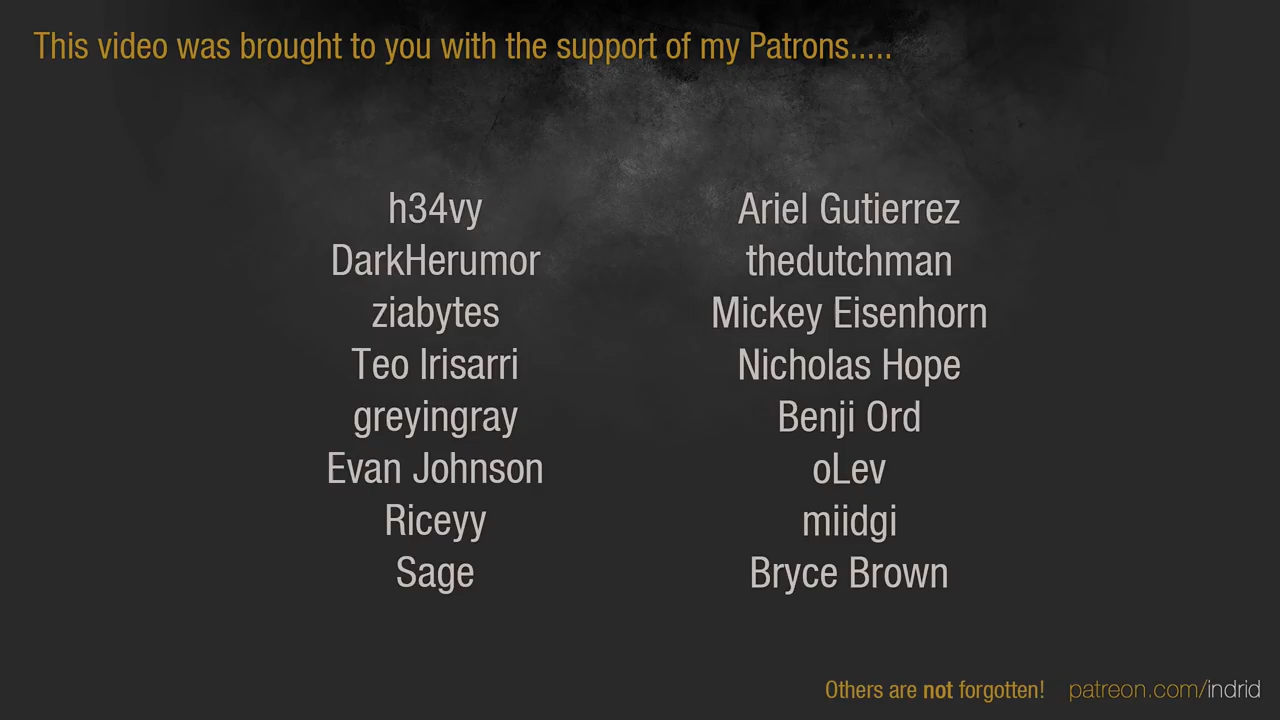 This video was brought to you with the support of my Patrons.....
h34vy
DarkHerumor
ziabytes
Teo Irisarri
greyingray
Evan Johnson
Riceyy
Sage
Ariel Gutierrez
thedutchman
Mickey Eisenhorn
Nicholas Hope
Benji Ord
oLev
miidgi
Bryce Brown
Others are not forgotten! patreon.com/indrid